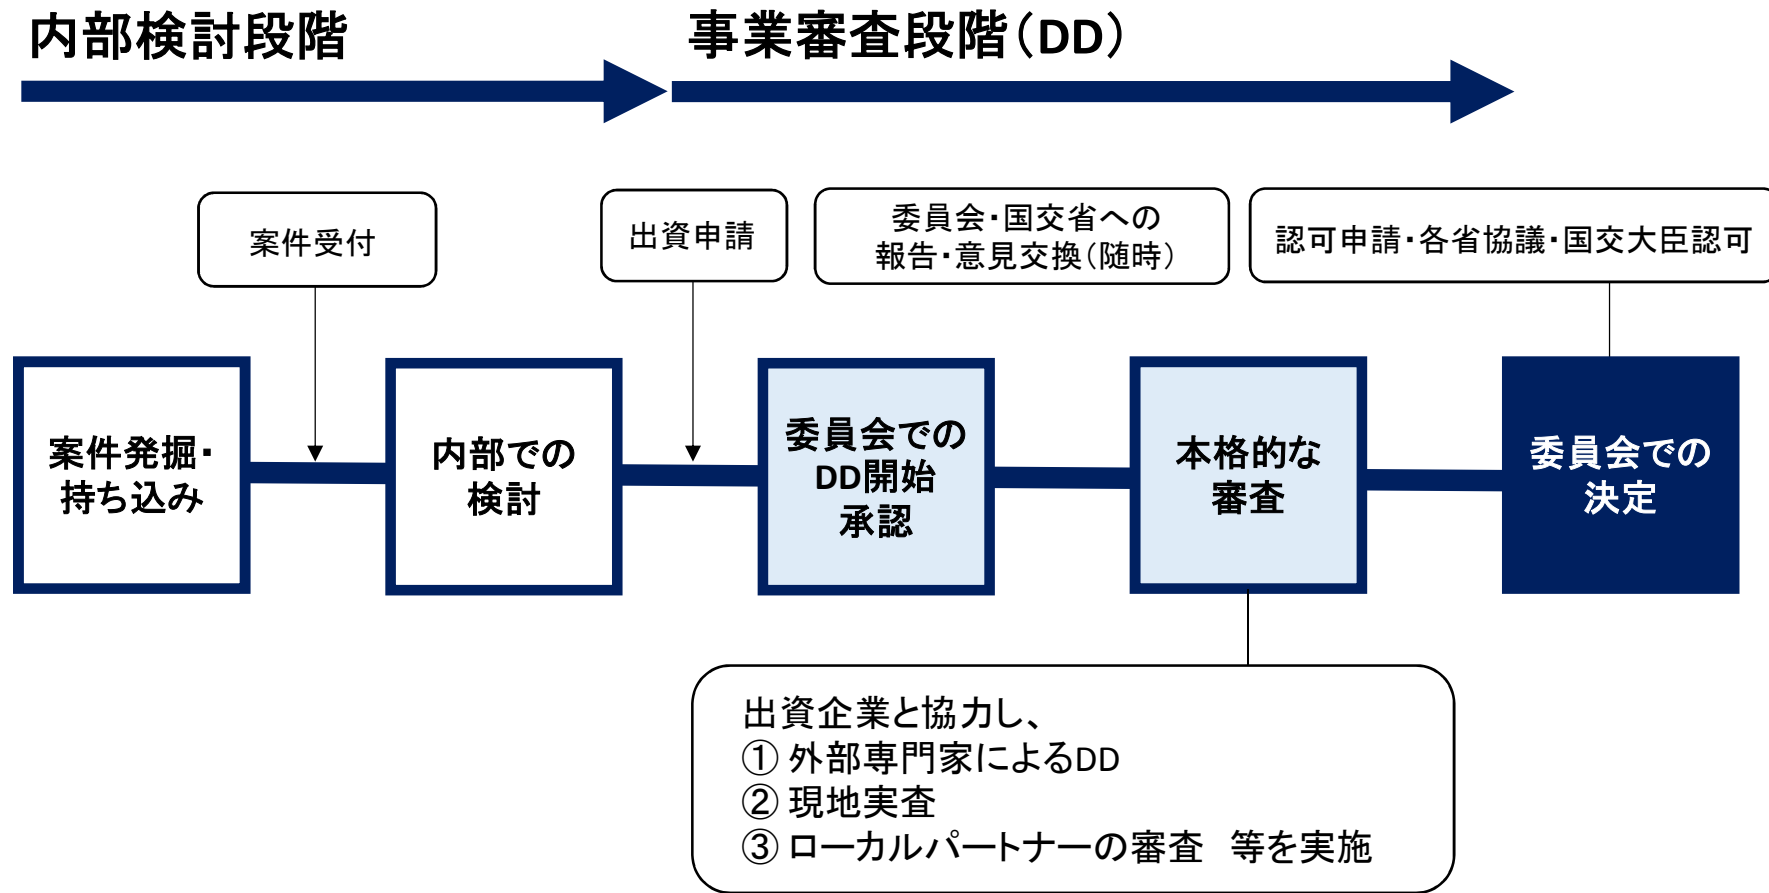 内部検討段階
事業審査段階(DD)
案件受付
出資申請
委員会・国交省への
報告・意見交換(随時)
認可申請・各省協議・国交大臣認可
案件発掘・
持ち込み
内部での
検討
委員会での
DD開始
承認
本格的な
審査
委員会での
決定
出資企業と協力し、
① 外部専門家によるDD
② 現地実査
③ ローカルパートナーの審査　等を実施